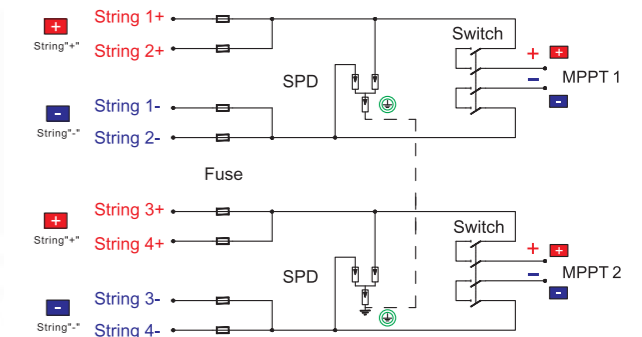 String 1+
String"+"
String 2+
Switch
+ +
- MPPT 1
-
SPD
String 1-
String"-"
String 2-
Fuse
String 3+
String"+"
String 4+
Switch
+ +
- MPPT 2
-
SPD
String 3-
String"-"
String 4-